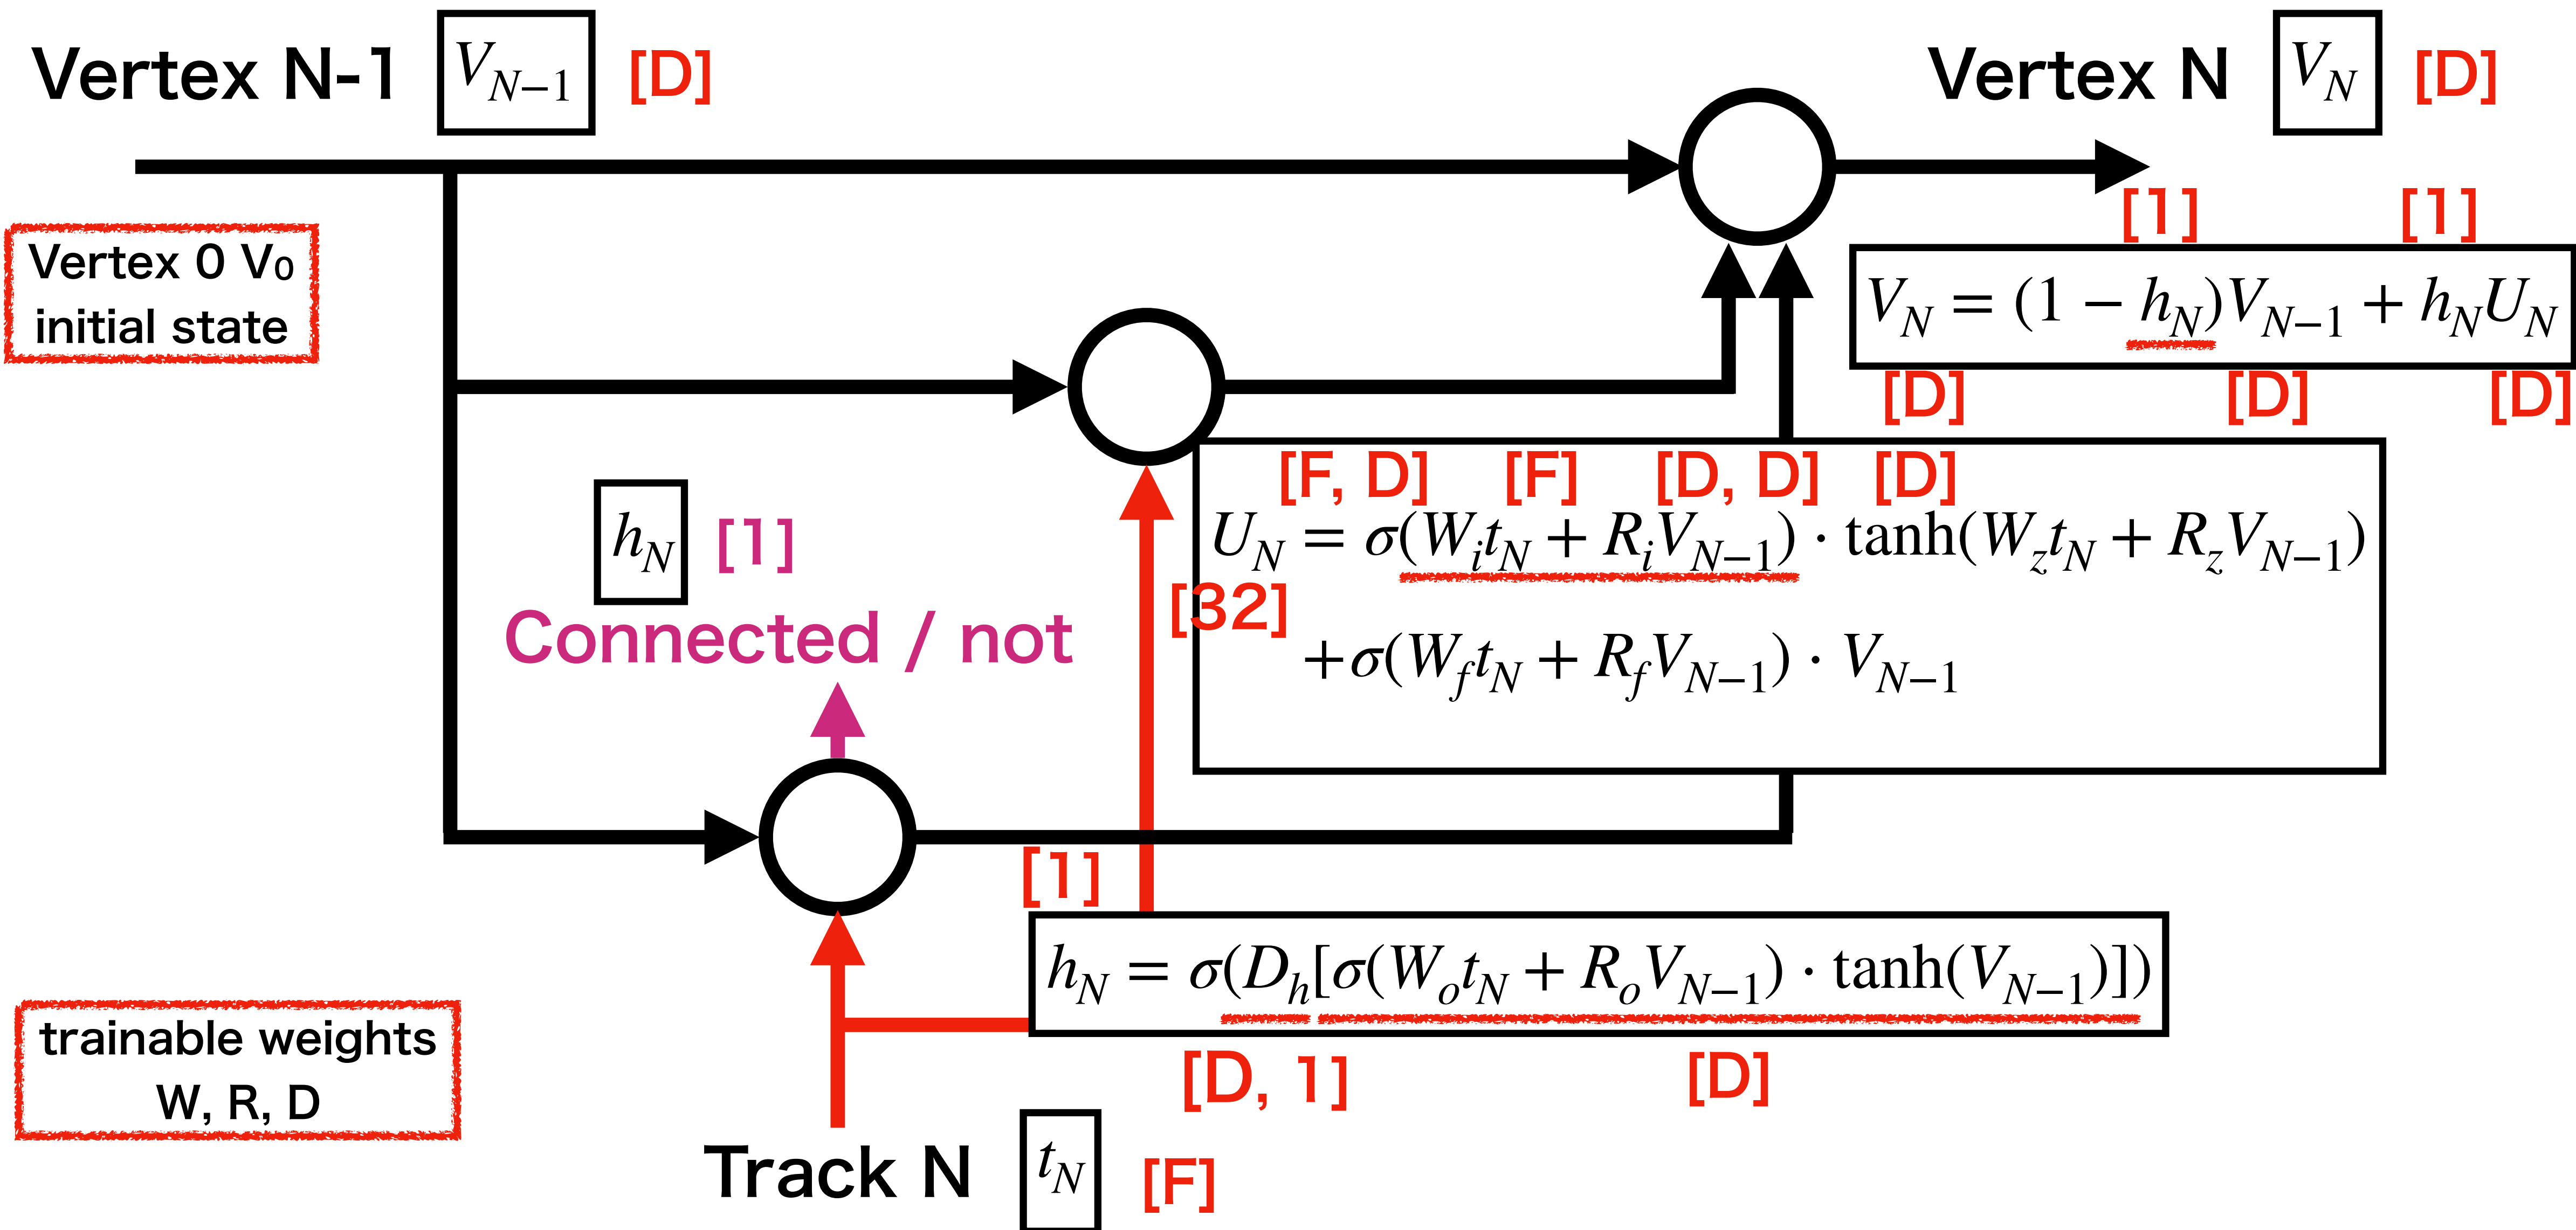 Vertex N-1 V_{N−1} [D]
Vertex N V_N [D]
Vertex 0 V₀
initial state
[1] [1]
V_N = (1 − h_N)V_{N−1} + h_N U_N
[D] [D] [D]
h_N [1]
Connected / not
[F, D] [F] [D, D] [D]
U_N = σ(W_i t_N + R_i V_{N−1}) · tanh(W_z t_N + R_z V_{N−1})
[32]
+σ(W_f t_N + R_f V_{N−1}) · V_{N−1}
[1]
h_N = σ(D_h[σ(W_o t_N + R_o V_{N−1}) · tanh(V_{N−1})])
[D, 1] [D]
trainable weights
W, R, D
Track N t_N [F]